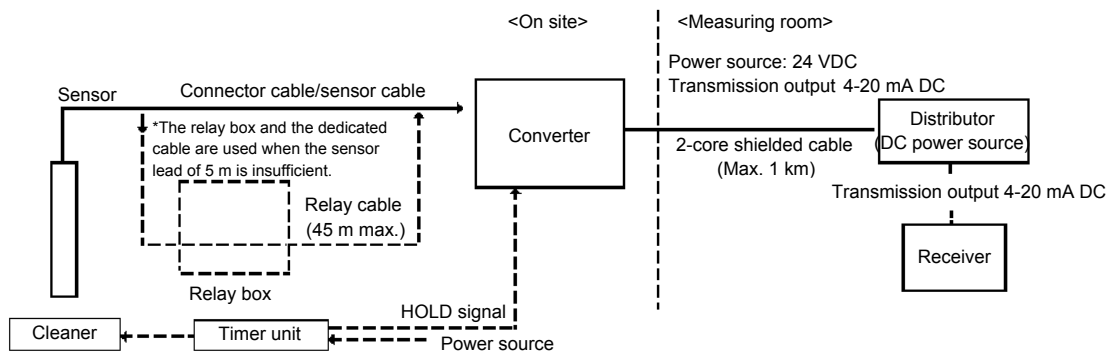 <On site>
<Measuring room>
Power source: 24 VDC
Transmission output 4-20 mA DC
Sensor
Connector cable/sensor cable
*The relay box and the dedicated
cable are used when the sensor
lead of 5 m is insufficient.
Converter
Distributor
(DC power source)
2-core shielded cable
(Max. 1 km)
Transmission output 4-20 mA DC
Relay cable
(45 m max.)
Receiver
Relay box
HOLD signal
Cleaner
Timer unit
Power source